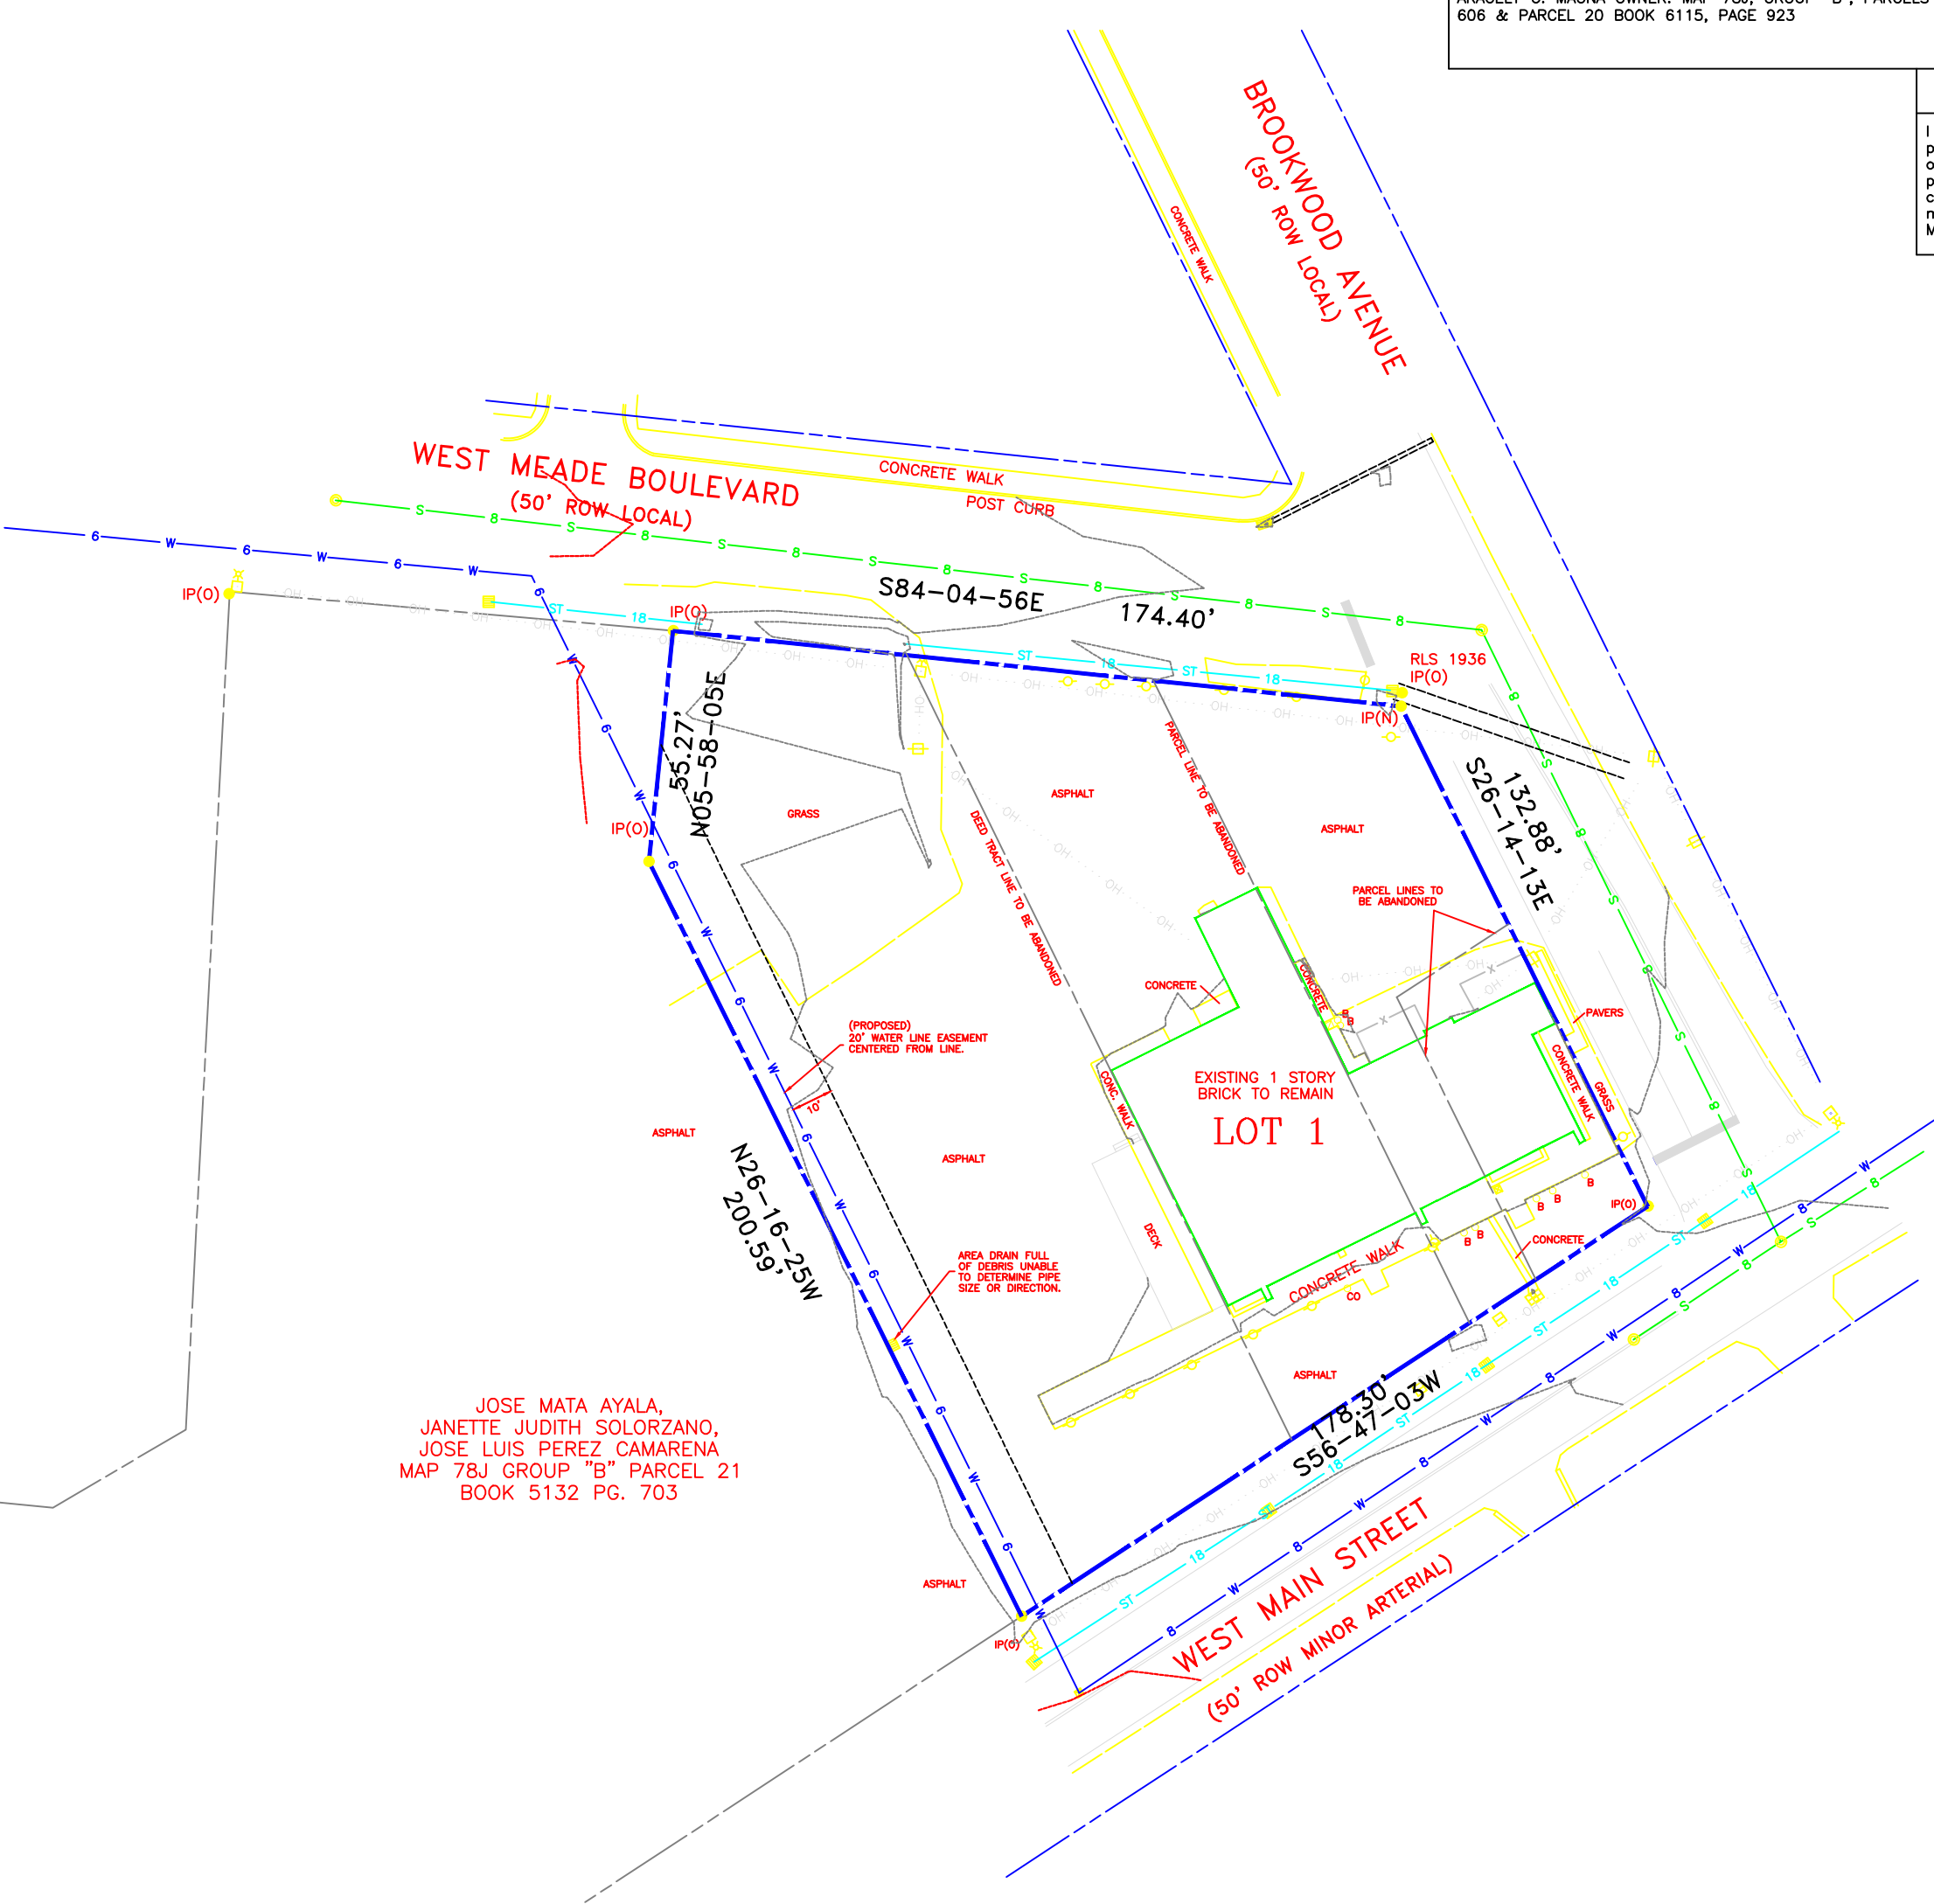 606 & PARCEL 20 BOOK 6115, PAGE 923
BROOKWOOD AVENUE
(50' ROW LOCAL)
CONCRETE WALK
WEST MEADE BOULEVARD
(50' ROW LOCAL)
CONCRETE WALK
POST CURB
S84-04-56E 174.40'
IP(O)
IP(O)
RLS 1936
IP(O)
IP(N)
55.27'
N05-58-05E
IP(O)
GRASS
ASPHALT
ASPHALT
132.88'
S26-14-13E
DEED TRACT LINE TO BE ABANDONED
PARCEL LINE TO BE ABANDONED
PARCEL LINES TO
BE ABANDONED
CONCRETE
CONCRETE
PAVERS
(PROPOSED)
20' WATER LINE EASEMENT
CENTERED FROM LINE.
10'
EXISTING 1 STORY
BRICK TO REMAIN
LOT 1
CONC. WALK
CONCRETE WALK
GRASS
ASPHALT
ASPHALT
N26-16-25W
200.59'
DECK
IP(O)
AREA DRAIN FULL
OF DEBRIS UNABLE
TO DETERMINE PIPE
SIZE OR DIRECTION.
CONCRETE WALK
CO
CONCRETE
ASPHALT
178.30'
S56-47-03W
JOSE MATA AYALA,
JANETTE JUDITH SOLORZANO,
JOSE LUIS PEREZ CAMARENA
MAP 78J GROUP "B" PARCEL 21
BOOK 5132 PG. 703
ASPHALT
IP(O)
WEST MAIN STREET
(50' ROW MINOR ARTERIAL)